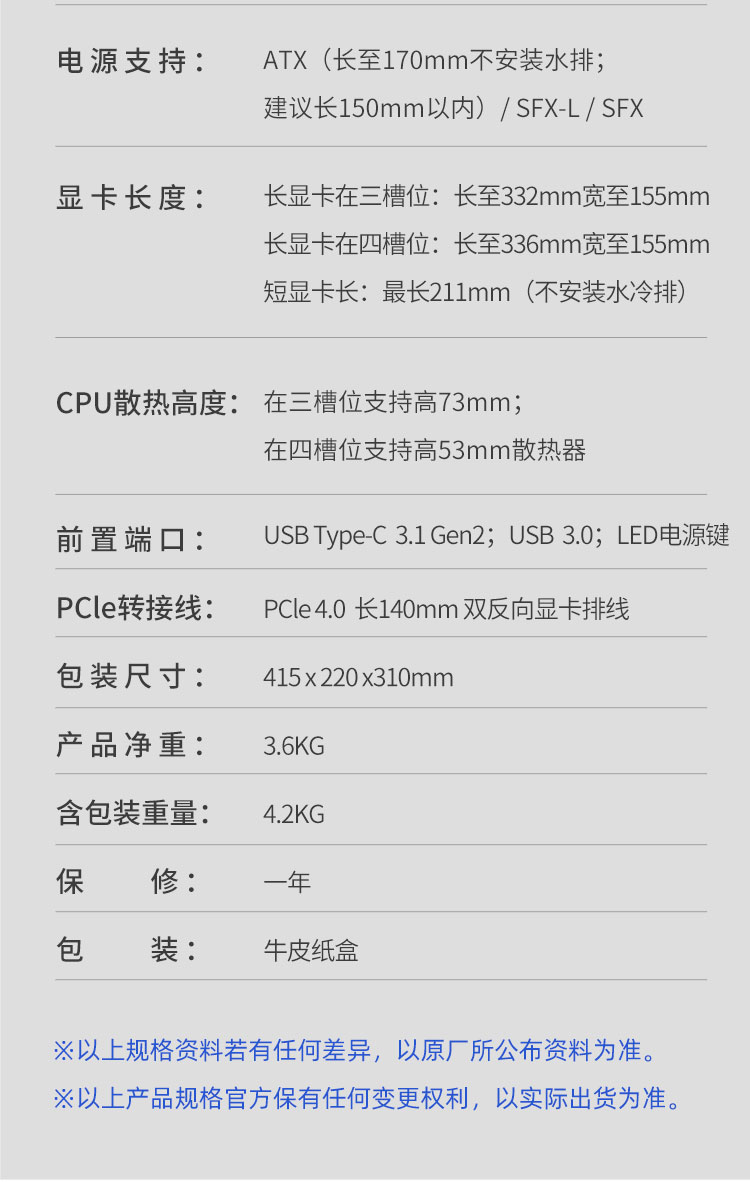 电源支持： ATX（长至170mm不安装水排；
建议长150mm以内）/ SFX-L / SFX
显卡长度： 长显卡在三槽位：长至332mm宽至155mm
长显卡在四槽位：长至336mm宽至155mm
短显卡长：最长211mm（不安装水冷排）
CPU散热高度： 在三槽位支持高73mm；
在四槽位支持高53mm散热器
前置端口： USB Type-C 3.1 Gen2；USB 3.0；LED电源键
PCle转接线： PCle 4.0 长140mm 双反向显卡排线
包装尺寸： 415 x 220 x310mm
产品净重： 3.6KG
含包装重量： 4.2KG
保修： 一年
包装： 牛皮纸盒
※以上规格资料若有任何差异，以原厂所公布资料为准。
※以上产品规格官方保有任何变更权利，以实际出货为准。